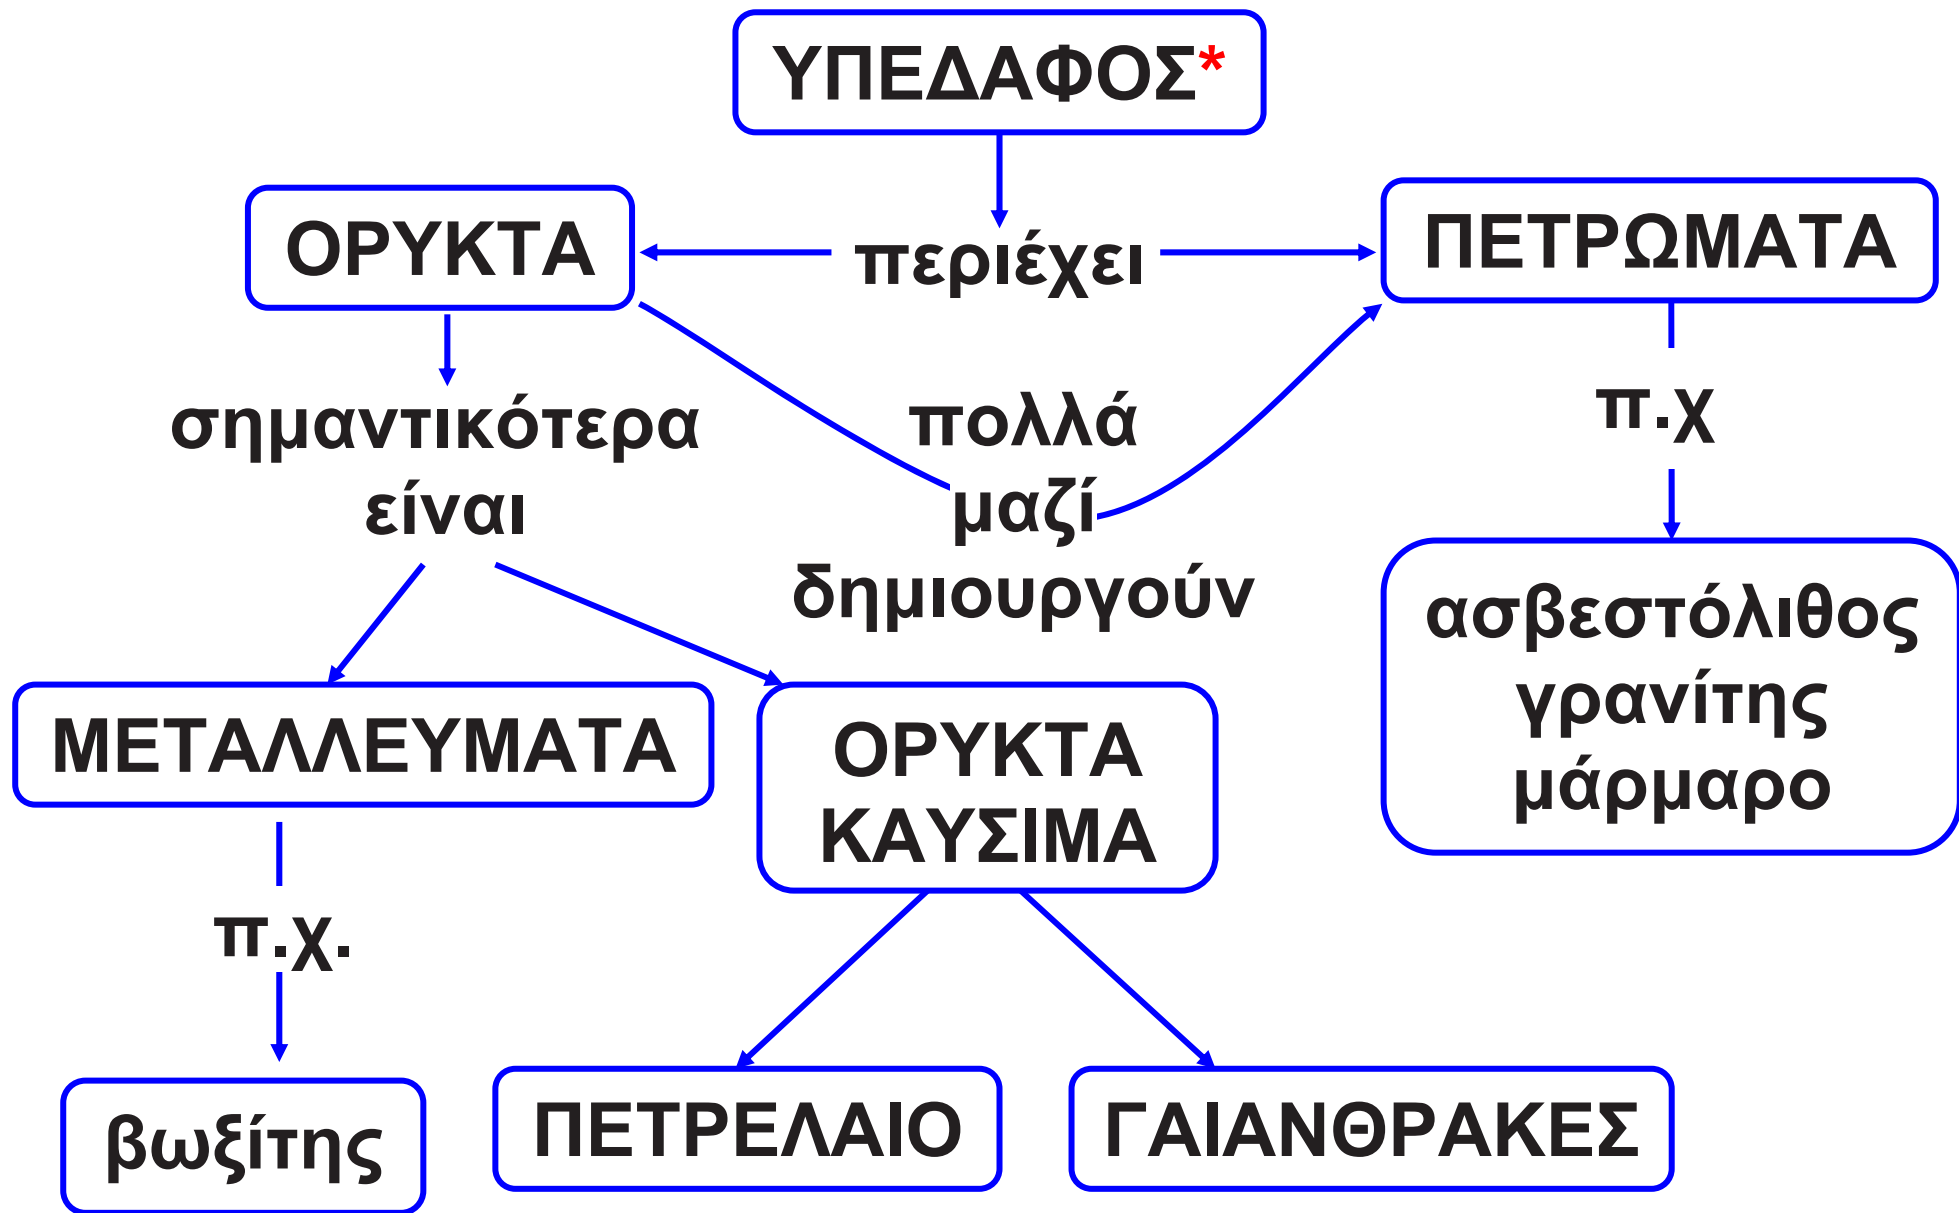 ΥΠΕΔΑΦΟΣ*
ΟΡΥΚΤΑ
περιέχει
ΠΕΤΡΩΜΑΤΑ
σημαντικότερα
είναι
πολλά
μαζί
δημιουργούν
π.χ
ασβεστόλιθος
γρανίτης
μάρμαρο
ΜΕΤΑΛΛΕΥΜΑΤΑ
ΟΡΥΚΤΑ
ΚΑΥΣΙΜΑ
π.χ.
βωξίτης
ΠΕΤΡΕΛΑΙΟ
ΓΑΙΑΝΘΡΑΚΕΣ